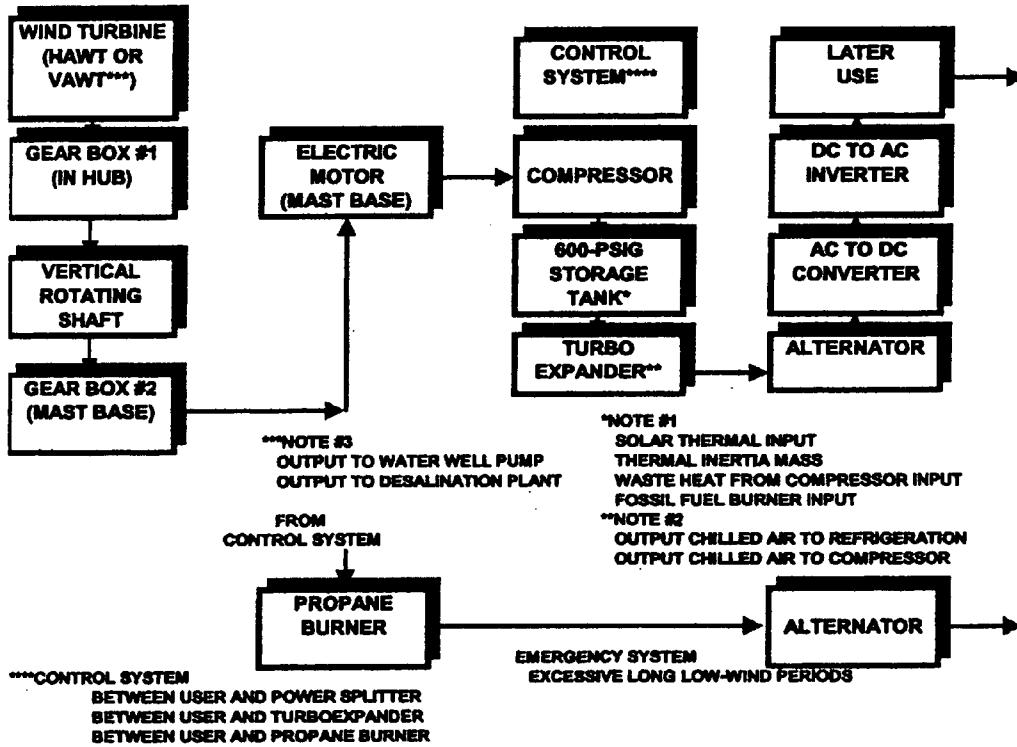 WIND TURBINE
(HAWT OR
VAWT***)
GEAR BOX #1
(IN HUB)
VERTICAL
ROTATING
SHAFT
GEAR BOX #2
(MAST BASE)
ELECTRIC
MOTOR
(MAST BASE)
CONTROL
SYSTEM****
COMPRESSOR
600-PSIG
STORAGE
TANK*
TURBO
EXPANDER**
LATER
USE
DC TO AC
INVERTER
AC TO DC
CONVERTER
ALTERNATOR
***NOTE #3
OUTPUT TO WATER WELL PUMP
OUTPUT TO DESALINATION PLANT
*NOTE #1
SOLAR THERMAL INPUT
THERMAL INERTIA MASS
WASTE HEAT FROM COMPRESSOR INPUT
FOSSIL FUEL BURNER INPUT
**NOTE #2
OUTPUT CHILLED AIR TO REFRIGERATION
OUTPUT CHILLED AIR TO COMPRESSOR
FROM
CONTROL SYSTEM
PROPANE
BURNER
EMERGENCY SYSTEM
EXCESSIVE LONG LOW-WIND PERIODS
ALTERNATOR
****CONTROL SYSTEM
BETWEEN USER AND POWER SPLITTER
BETWEEN USER AND TURBOEXPANDER
BETWEEN USER AND PROPANE BURNER